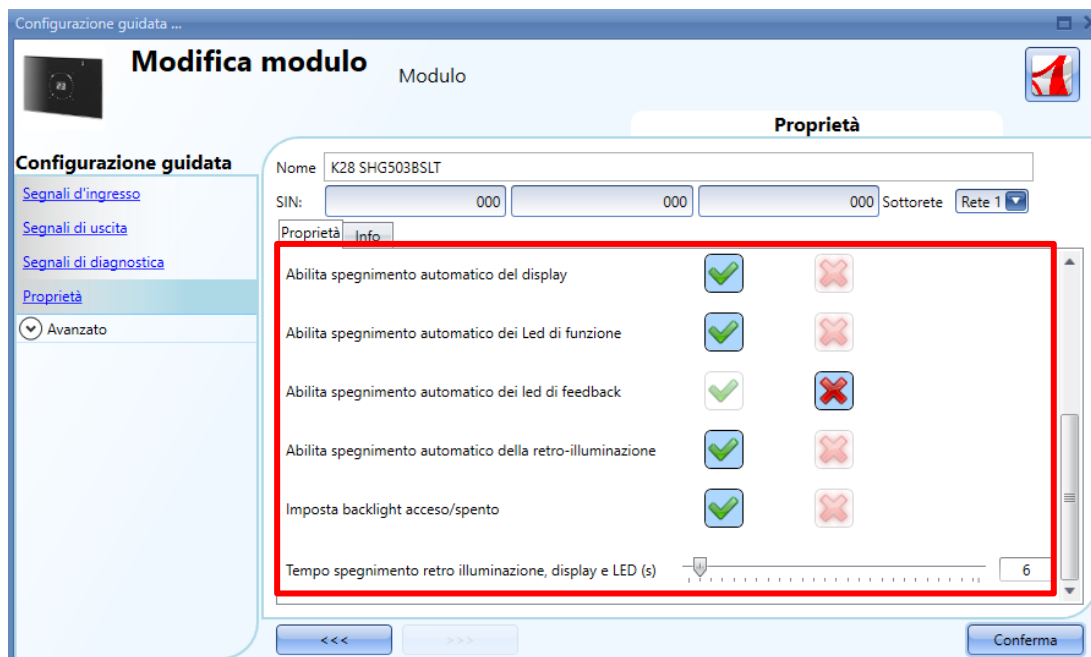 Configurazione guidata ...
Modifica modulo
Modulo
Proprietà
Configurazione guidata
Segnali d'ingresso
Segnali di uscita
Segnali di diagnostica
Proprietà
Avanzato
Nome K28 SHG503BSLT
SIN: 000 000 000 Sottorete Rete 1
Proprietà Info
Abilita spegnimento automatico del display
Abilita spegnimento automatico dei Led di funzione
Abilita spegnimento automatico dei led di feedback
Abilita spegnimento automatico della retro-illuminazione
Imposta backlight acceso/spento
Tempo spegnimento retro illuminazione, display e LED (s) 6
<<< >>> Conferma